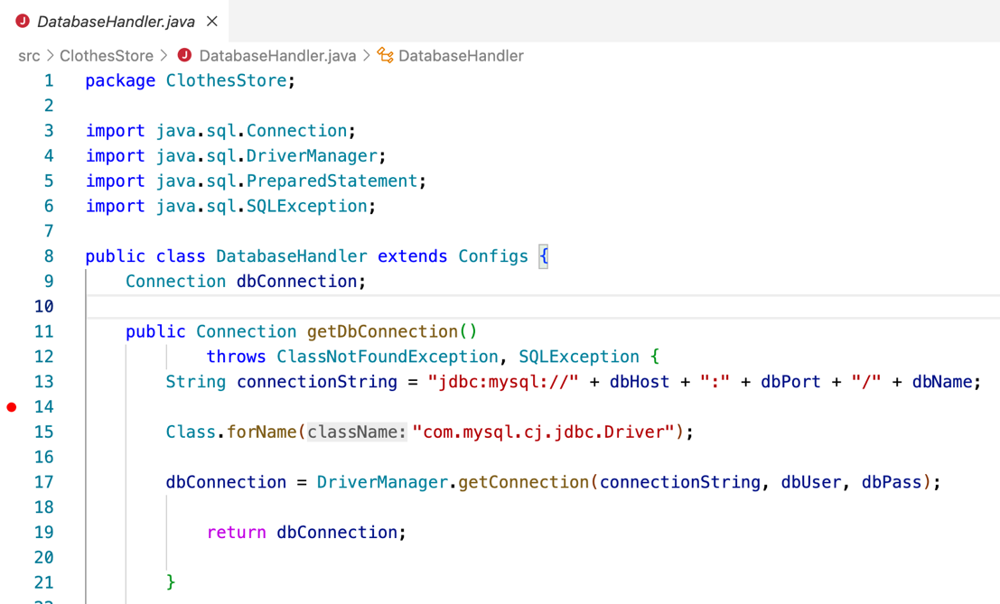 J DatabaseHandler.java ×
src > ClothesStore > J DatabaseHandler.java > DatabaseHandler
1 package ClothesStore;
2
3 import java.sql.Connection;
4 import java.sql.DriverManager;
5 import java.sql.PreparedStatement;
6 import java.sql.SQLException;
7
8 public class DatabaseHandler extends Configs {
9 Connection dbConnection;
10
11 public Connection getDbConnection()
12 throws ClassNotFoundException, SQLException {
13 String connectionString = "jdbc:mysql://" + dbHost + ":" + dbPort + "/" + dbName;
14
15 Class.forName(className:"com.mysql.cj.jdbc.Driver");
16
17 dbConnection = DriverManager.getConnection(connectionString, dbUser, dbPass);
18
19 return dbConnection;
20
21 }